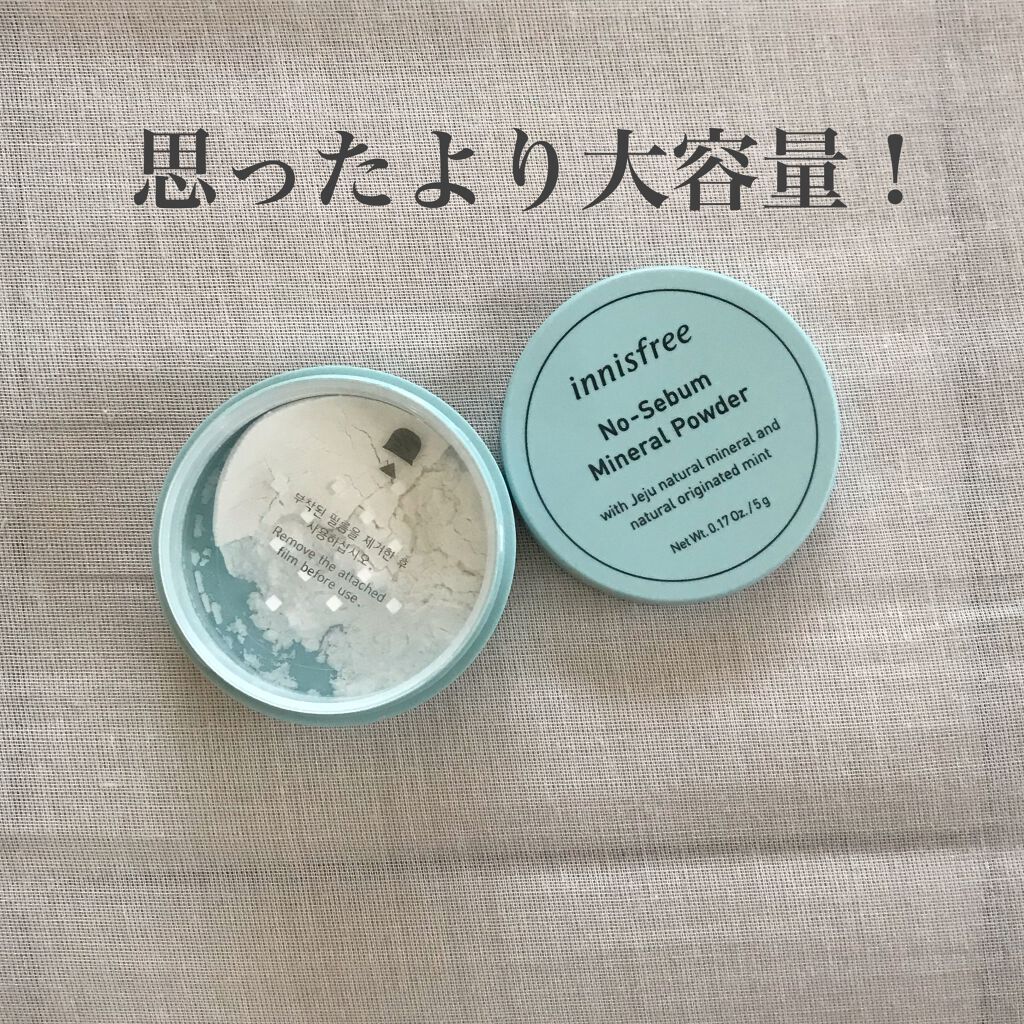 思ったより大容量！
innisfree
No-Sebum
Mineral Powder
with Jeju natural mineral and
natural originated mint
Net Wt. 0.17 Oz. / 5 g
부착된 필름을 제거한 후
사용하십시오.
Remove the attached
film before use.